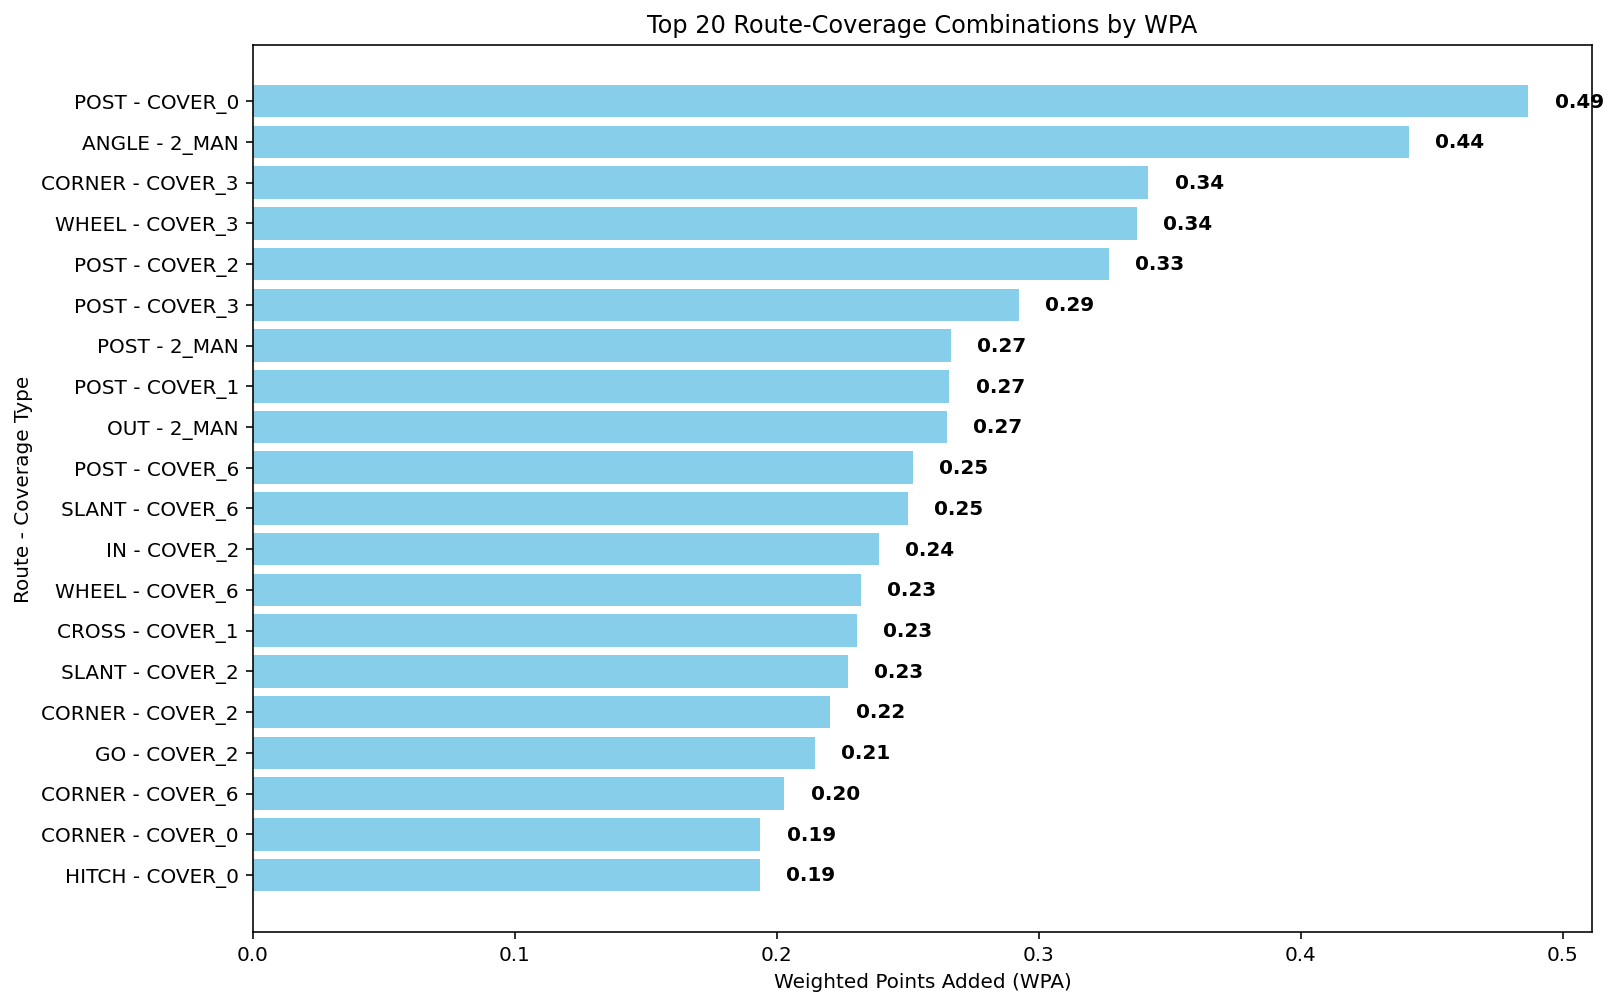 Top 20 Route-Coverage Combinations by WPA
POST - COVER_0 0.49
ANGLE - 2_MAN 0.44
CORNER - COVER_3 0.34
WHEEL - COVER_3 0.34
POST - COVER_2 0.33
POST - COVER_3 0.29
POST - 2_MAN 0.27
POST - COVER_1 0.27
OUT - 2_MAN 0.27
POST - COVER_6 0.25
SLANT - COVER_6 0.25
IN - COVER_2 0.24
WHEEL - COVER_6 0.23
CROSS - COVER_1 0.23
SLANT - COVER_2 0.23
CORNER - COVER_2 0.22
GO - COVER_2 0.21
CORNER - COVER_6 0.20
CORNER - COVER_0 0.19
HITCH - COVER_0 0.19
Route - Coverage Type
0.0 0.1 0.2 0.3 0.4 0.5
Weighted Points Added (WPA)